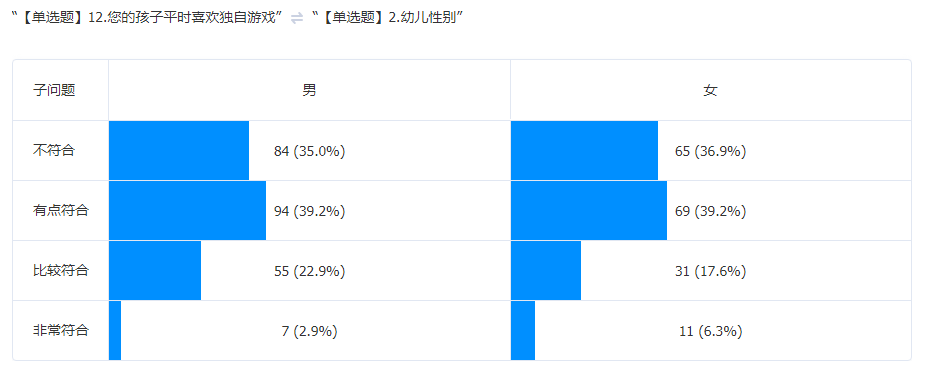 “【单选题】12.您的孩子平时喜欢独自游戏” ⇌ “【单选题】2.幼儿性别”
子问题 男 女
不符合 84 (35.0%) 65 (36.9%)
有点符合 94 (39.2%) 69 (39.2%)
比较符合 55 (22.9%) 31 (17.6%)
非常符合 7 (2.9%) 11 (6.3%)